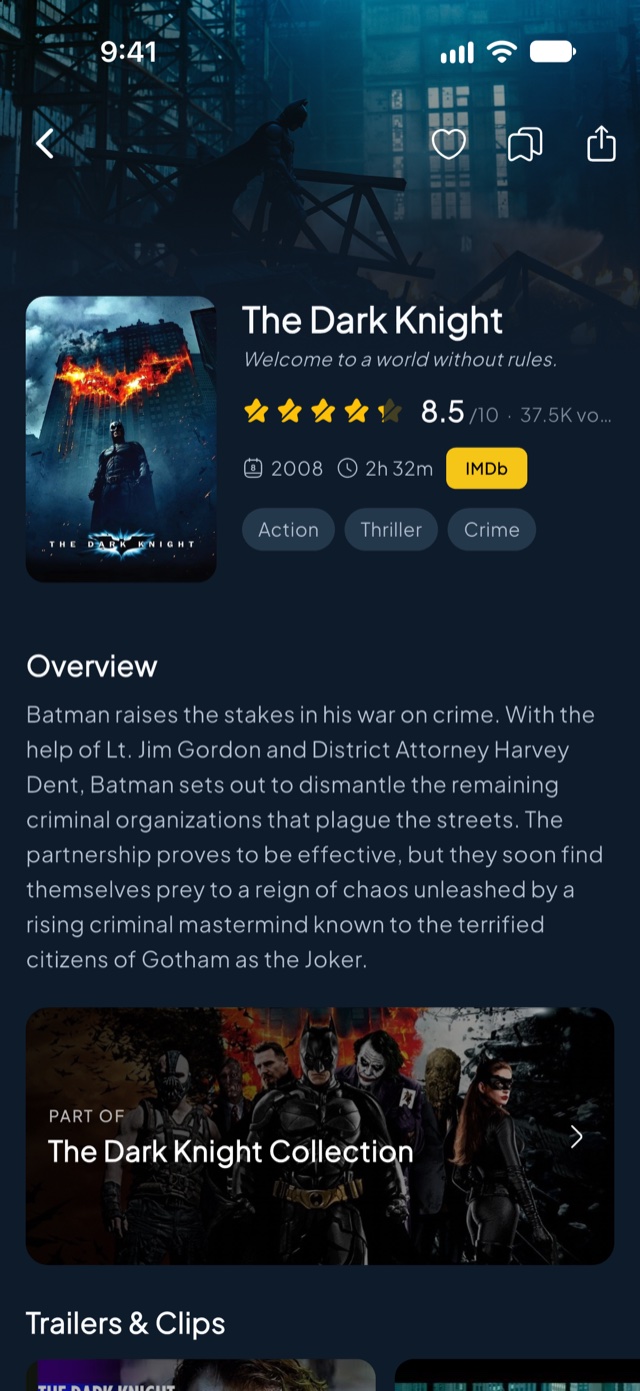 9:41
The Dark Knight
Welcome to a world without rules.
8.5 /10 · 37.5K vo...
8 2008 2h 32m IMDb
Action Thriller Crime
THE DARK KNIGHT
Overview
Batman raises the stakes in his war on crime. With the
help of Lt. Jim Gordon and District Attorney Harvey
Dent, Batman sets out to dismantle the remaining
criminal organizations that plague the streets. The
partnership proves to be effective, but they soon find
themselves prey to a reign of chaos unleashed by a
rising criminal mastermind known to the terrified
citizens of Gotham as the Joker.
PART OF
The Dark Knight Collection
Trailers & Clips
THE DARK KNIGHT